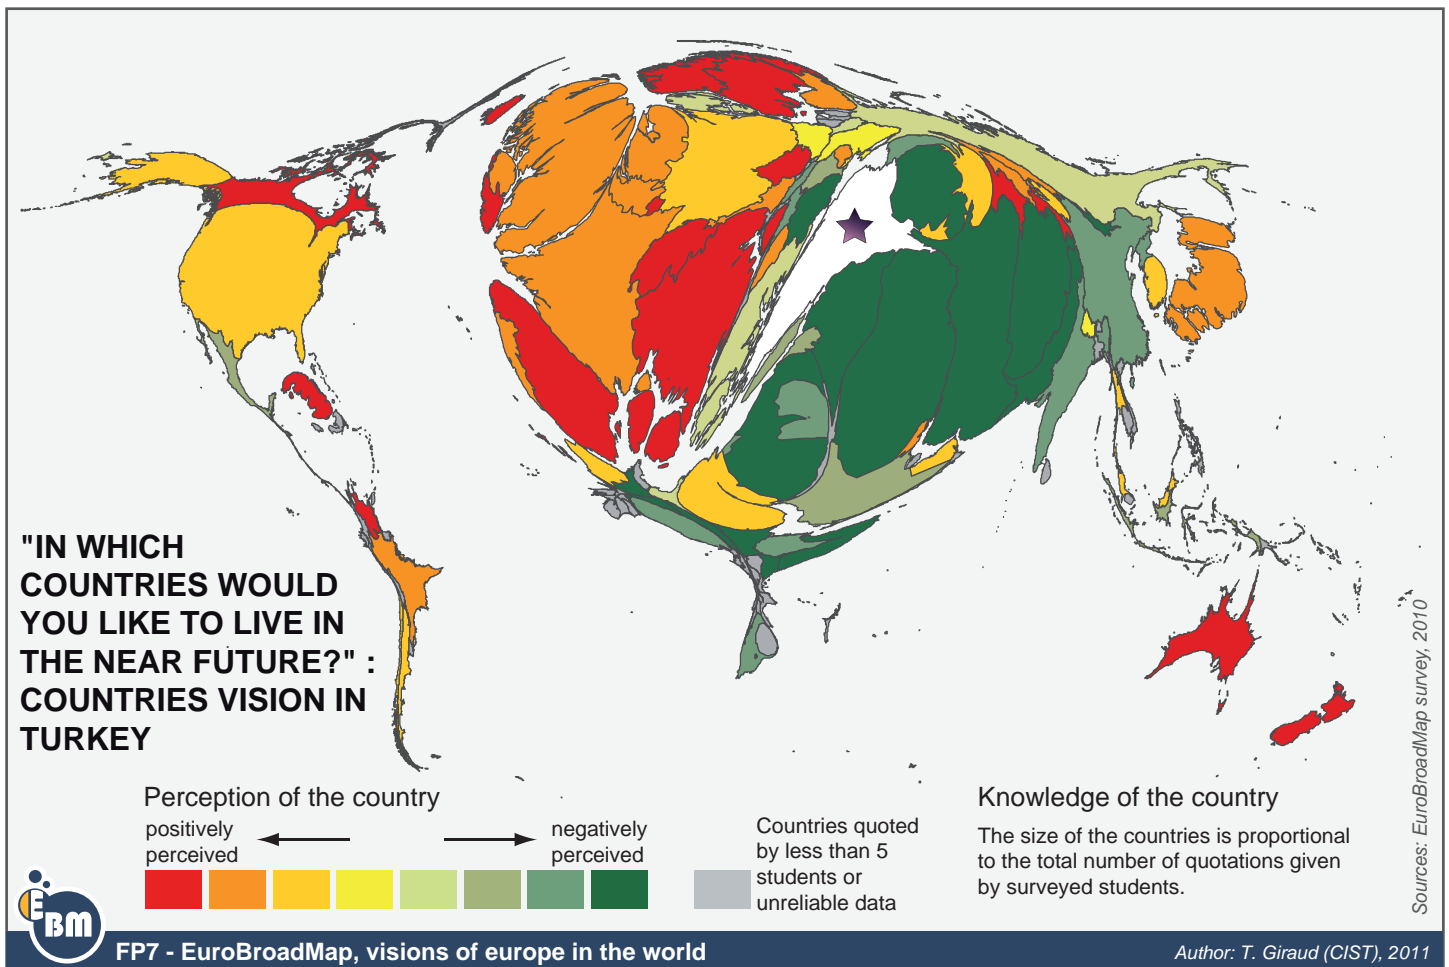 "IN WHICH
COUNTRIES WOULD
YOU LIKE TO LIVE IN
THE NEAR FUTURE?" :
COUNTRIES VISION IN
TURKEY
Perception of the country
positively
perceived
negatively
perceived
Countries quoted
by less than 5
students or
unreliable data
Knowledge of the country
The size of the countries is proportional
to the total number of quotations given
by surveyed students.
Sources: EuroBroadMap survey, 2010
EBM
FP7 - EuroBroadMap, visions of europe in the world
Author: T. Giraud (CIST), 2011